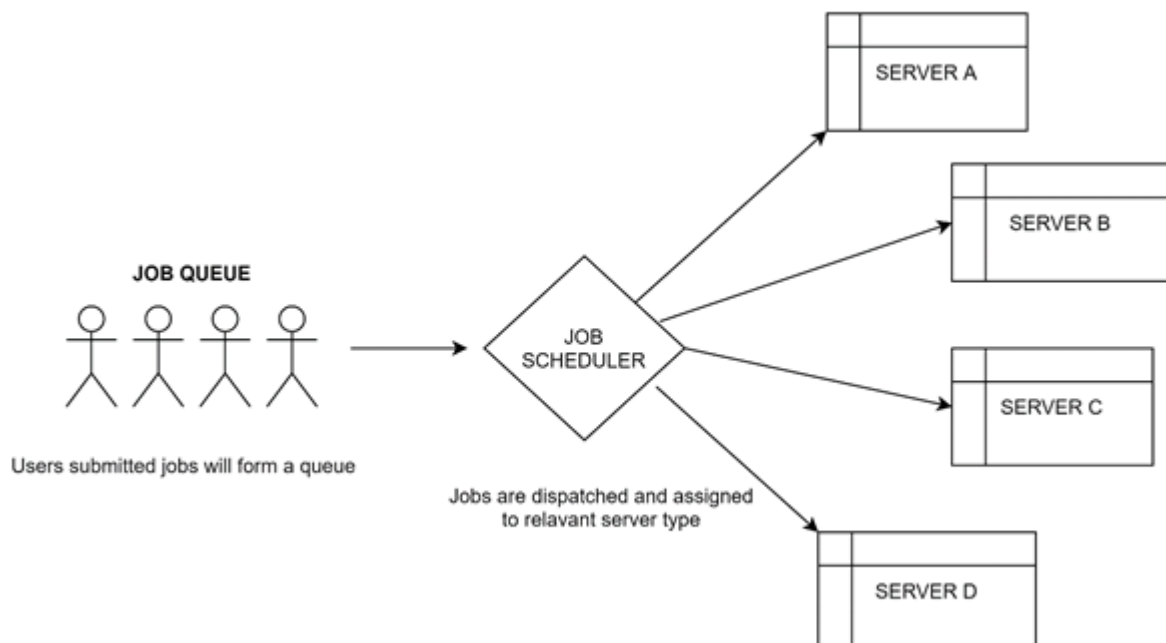 JOB QUEUE
Users submitted jobs will form a queue
JOB
SCHEDULER
Jobs are dispatched and assigned
to relavant server type
SERVER A
SERVER B
SERVER C
SERVER D